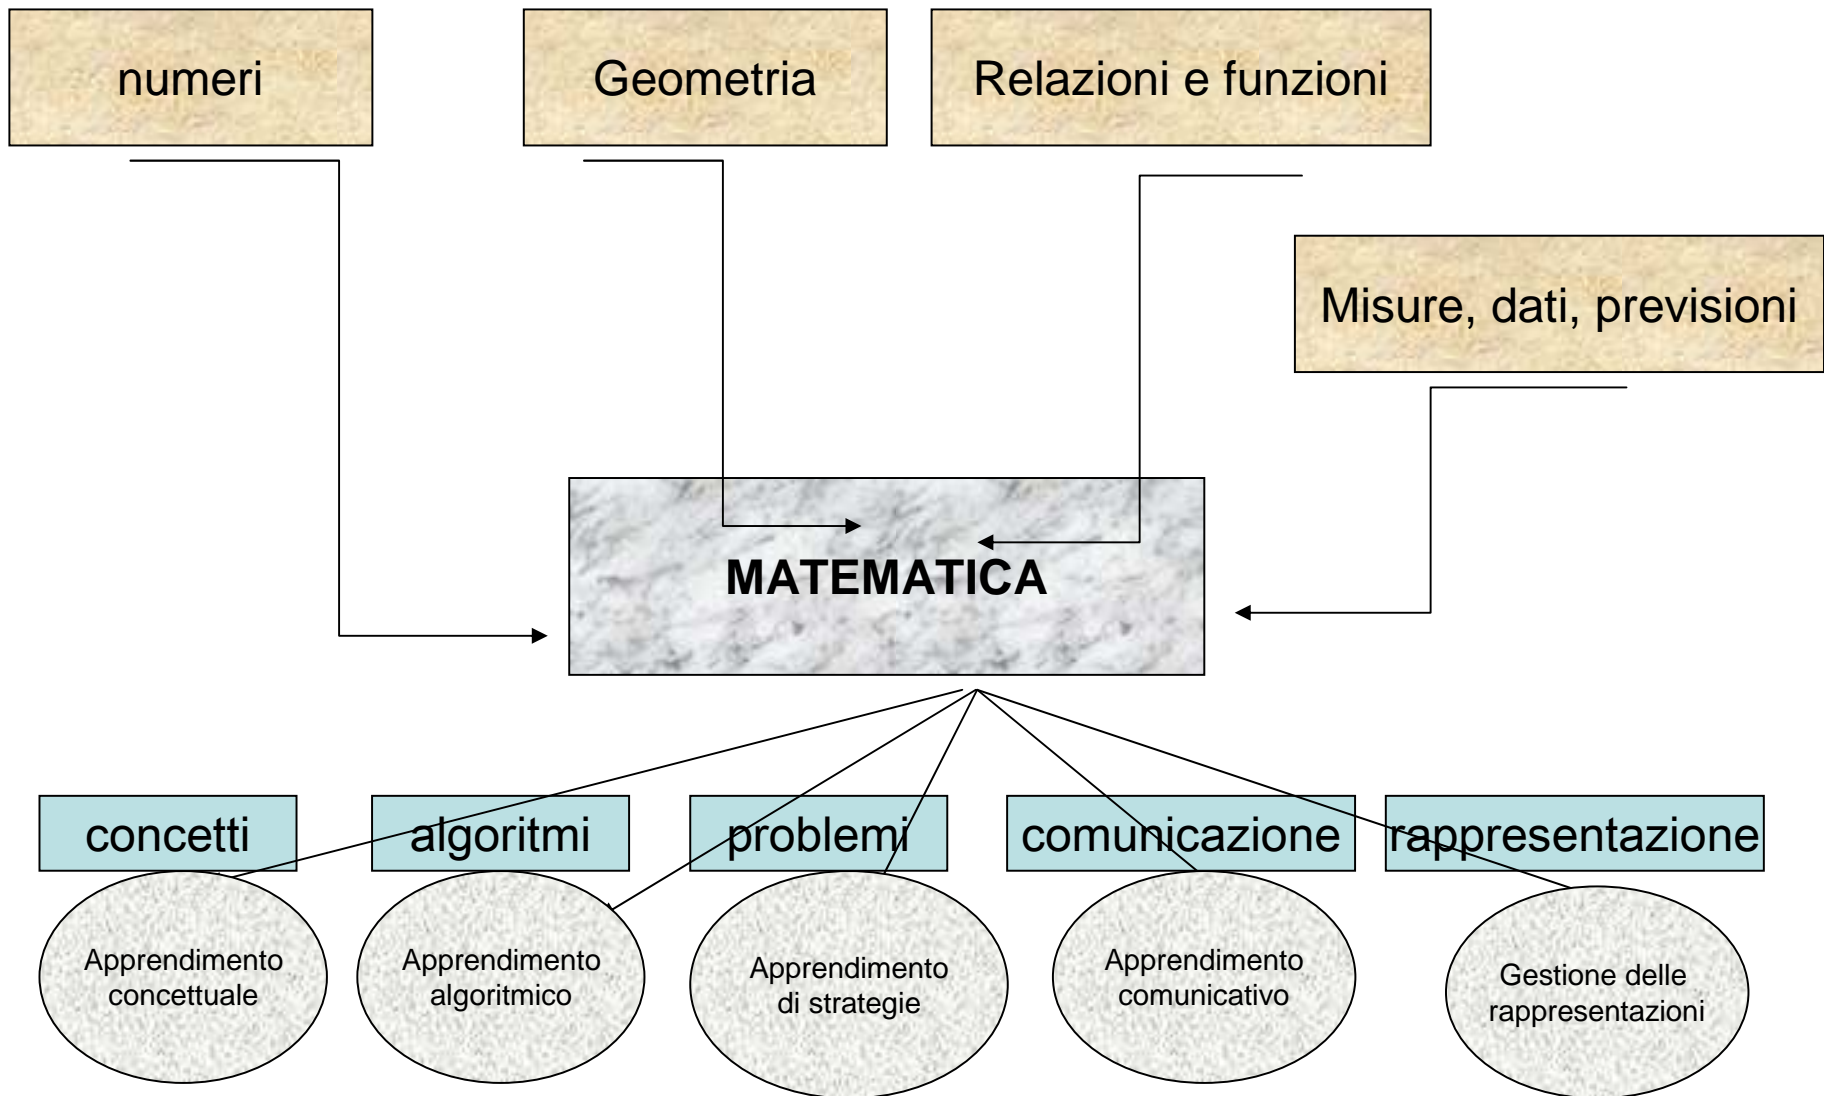 numeri
Geometria
Relazioni e funzioni
Misure, dati, previsioni
MATEMATICA
concetti
algoritmi
problemi
comunicazione
rappresentazione
Apprendimento
concettuale
Apprendimento
algoritmico
Apprendimento
di strategie
Apprendimento
comunicativo
Gestione delle
rappresentazioni